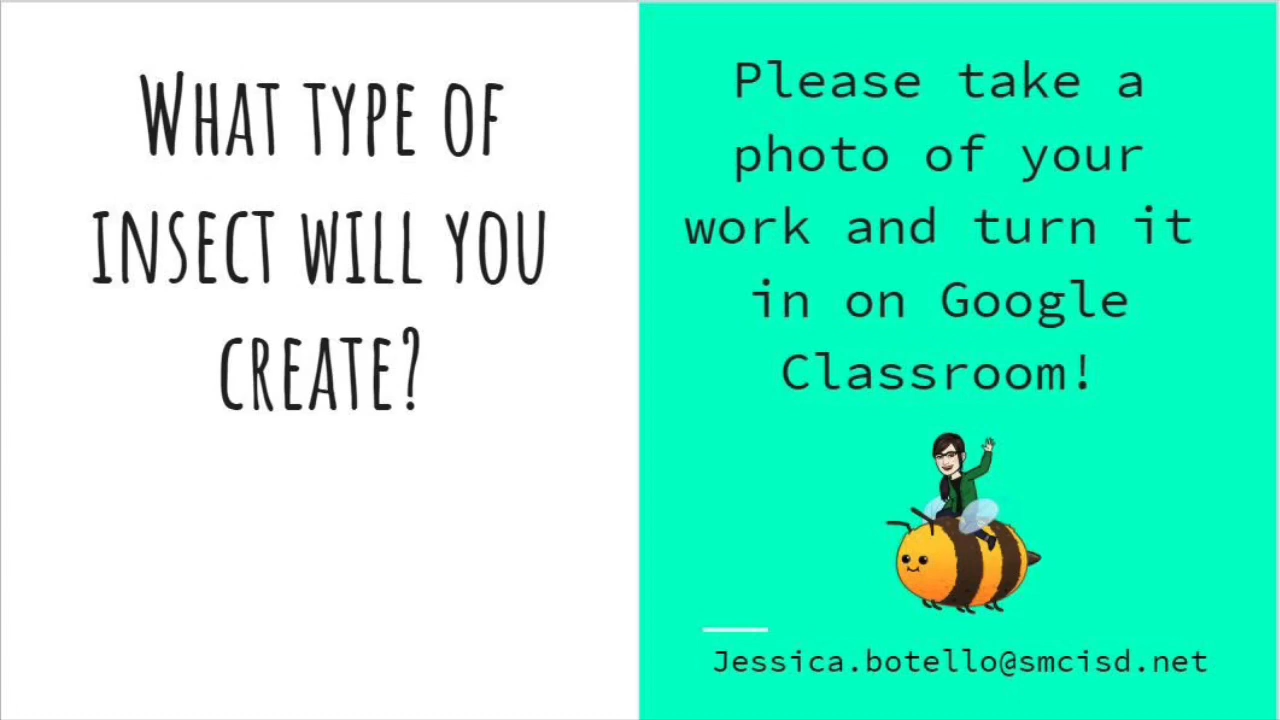 What type of
insect will you
create?
Please take a
photo of your
work and turn it
in on Google
Classroom!
Jessica.botello@smcisd.net